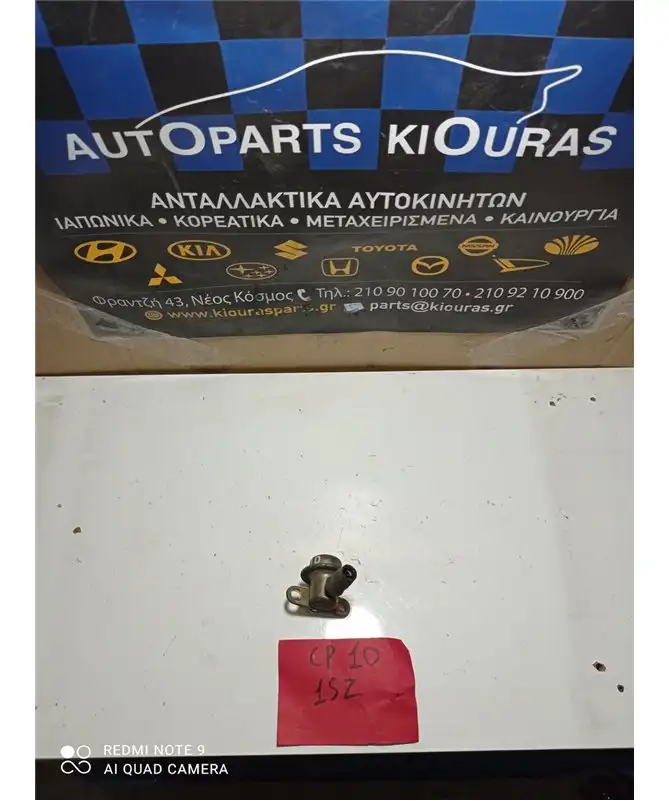 AUTOPARTS KIOURAS
ΑΝΤΑΛΛΑΚΤΙΚΑ ΑΥΤΟΚΙΝΗΤΩΝ
ΙΑΠΩΝΙΚΑ • ΚΟΡΕΑΤΙΚΑ • ΜΕΤΑΧΕΙΡΙΣΜΕΝΑ • ΚΑΙΝΟΥΡΓΙΑ
KIA TOYOTA NISSAN
Φραντζή 43, Νέος Κόσμος Τηλ.: 210 90 100 70 • 210 92 10 900
www.kiourasparts.gr parts@kiouras.gr
CP 10
1SZ
REDMI NOTE 9
AI QUAD CAMERA